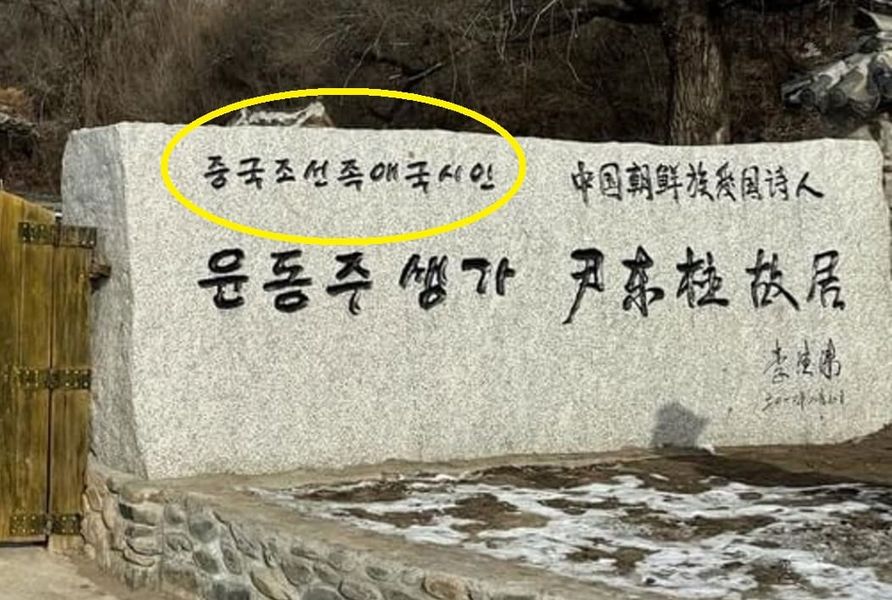 중국조선족애국시인
中国朝鲜族爱国诗人
윤동주 생가
尹东柱故居